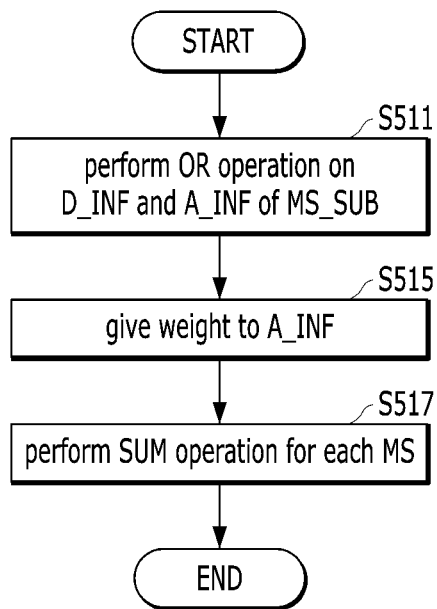 START
S511
perform OR operation on
D_INF and A_INF of MS_SUB
S515
give weight to A_INF
S517
perform SUM operation for each MS
END